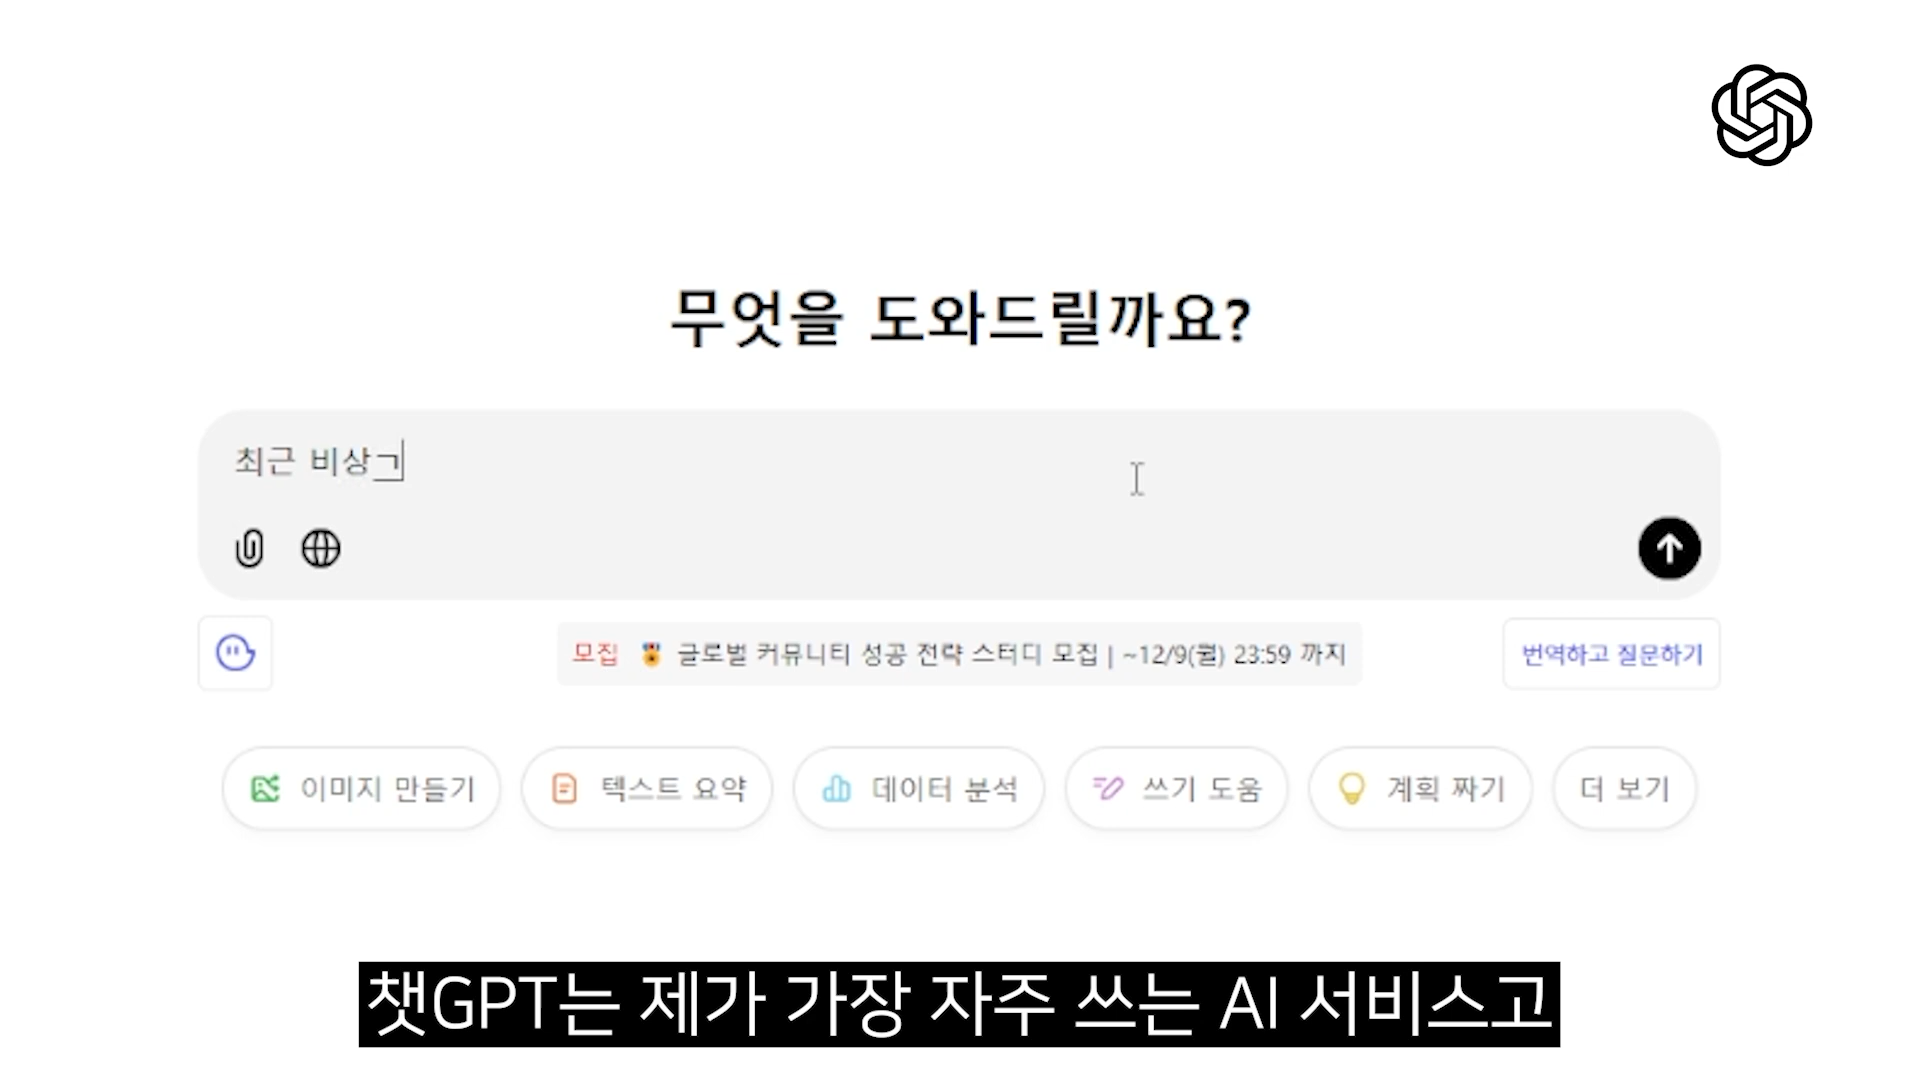 무엇을 도와드릴까요?
최근 비상ㄱ
모집 🎖 글로벌 커뮤니티 성공 전략 스터디 모집 | ~12/9(월) 23:59 까지
번역하고 질문하기
이미지 만들기
텍스트 요약
데이터 분석
쓰기 도움
계획 짜기
더 보기
챗GPT는 제가 가장 자주 쓰는 AI 서비스고